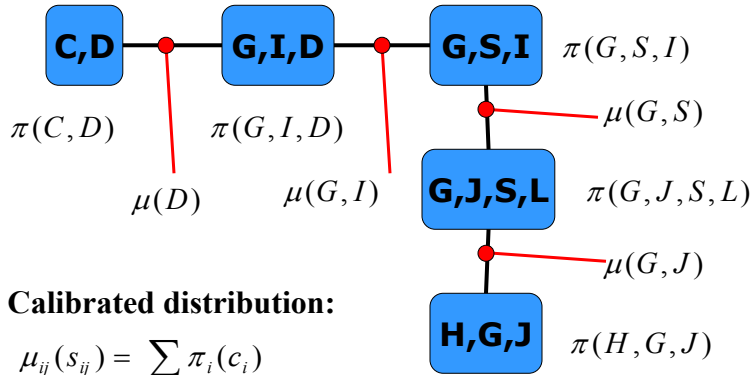 C,D G,I,D G,S,I π(G,S,I)
π(C,D) π(G,I,D) μ(G,S)
μ(D) μ(G,I) G,J,S,L π(G,J,S,L)
μ(G,J)
Calibrated distribution:
H,G,J π(H,G,J)
μ_ij(s_ij) = ∑ π_i(c_i)